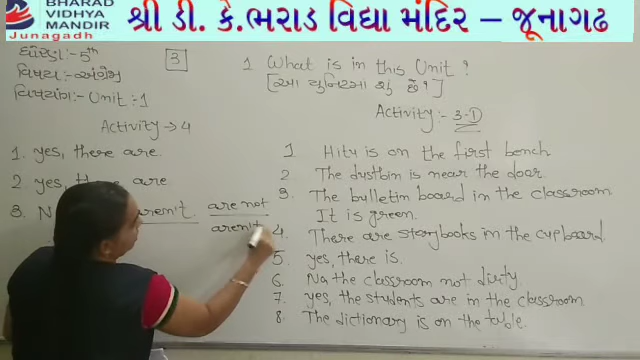 BHARAD
VIDHYA
MANDIR
Junagadh
શ્રી ડી. કે.ભરાડ વિદ્યા મંદિર – જૂનાગઢ
ધોરણ :- 5th
વિષય :- અંગ્રેજી
વિષયાંગ :- Unit :- 1
3
Activity → 4
1. yes, there are.
2 yes, there are
3. N aren't. are not
aren't
1 What is in this Unit?
[આ યુનિટમાં શું છે?]
Activity :- 3-D
1 Hitu is on the first bench
2 The dustbin is near the door.
3. The bulletin board in the classroom
It is green.
4. There are storybooks in the cupboard.
5. yes, there is.
6. No, the classroom not dirty.
7. yes, the students are in the classroom
8. The dictionary is on the table.